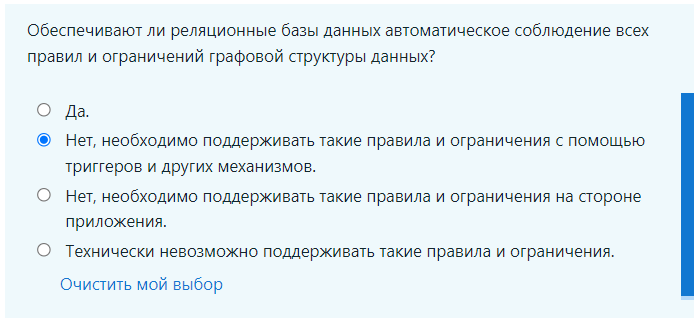 Обеспечивают ли реляционные базы данных автоматическое соблюдение всех
правил и ограничений графовой структуры данных?
Да.
Нет, необходимо поддерживать такие правила и ограничения с помощью
триггеров и других механизмов.
Нет, необходимо поддерживать такие правила и ограничения на стороне
приложения.
Технически невозможно поддерживать такие правила и ограничения.
Очистить мой выбор